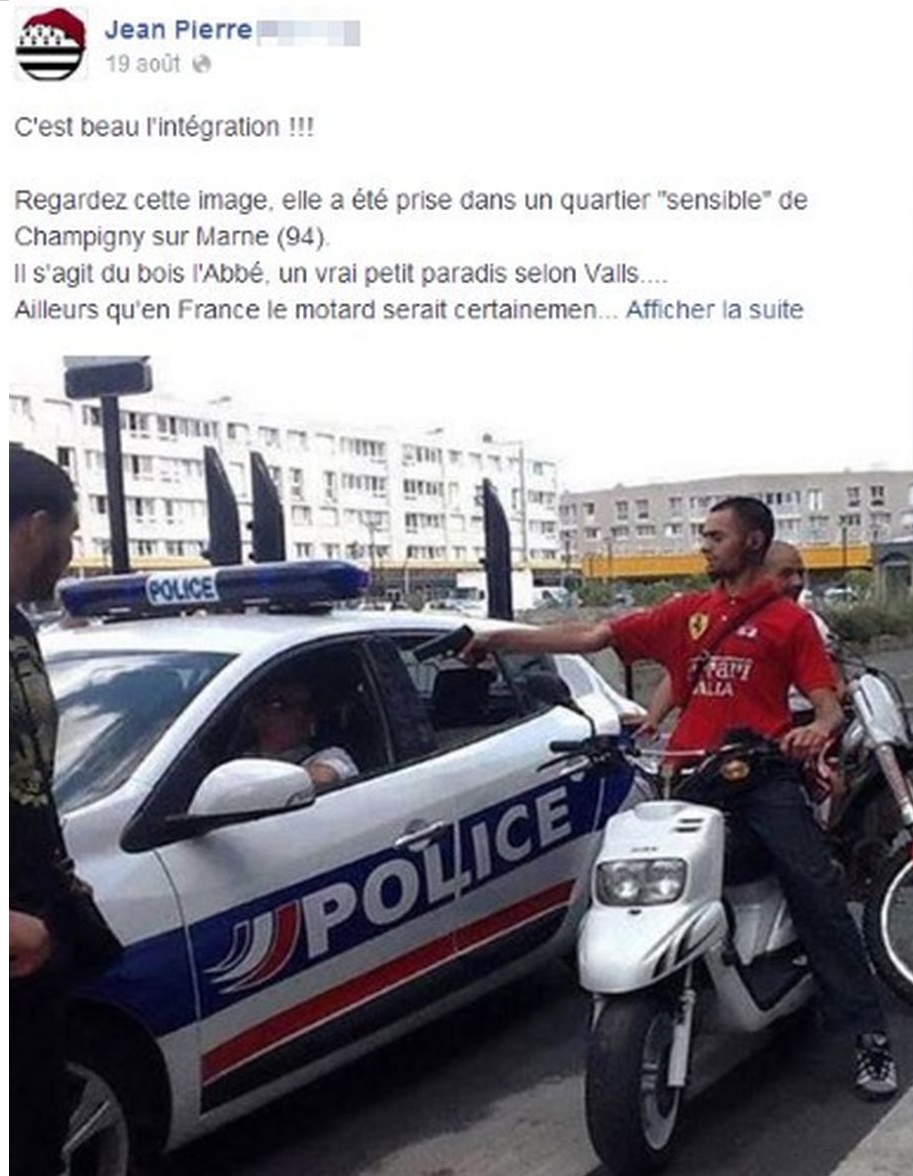 Jean Pierre
19 août
C'est beau l'intégration !!!
Regardez cette image, elle a été prise dans un quartier "sensible" de
Champigny sur Marne (94).
Il s'agit du bois l'Abbé, un vrai petit paradis selon Valls....
Ailleurs qu'en France le motard serait certainemen... Afficher la suite
POLICE
POLICE